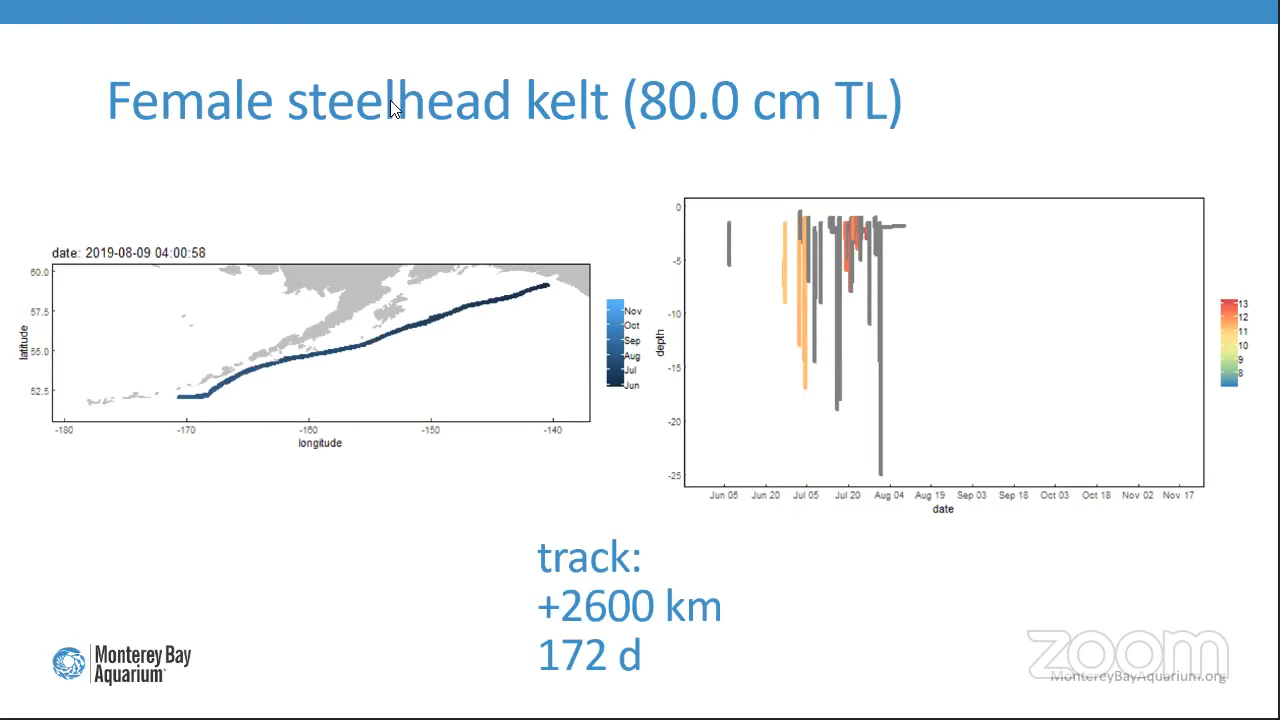 Female steelhead kelt (80.0 cm TL)
date: 2019-08-09 04:00:58
60.0
57.5
55.0
52.5
latitude
-180 -170 -160 -150 -140
longitude
Nov
Oct
Sep
Aug
Jul
Jun
0
-5
-10
-15
-20
-25
depth
Jun 05 Jun 20 Jul 05 Jul 20 Aug 04 Aug 19 Sep 03 Sep 18 Oct 03 Oct 18 Nov 02 Nov 17
date
13
12
11
10
9
8
track:
+2600 km
172 d
Monterey Bay
Aquarium
zoom
MontereyBayAquarium.org